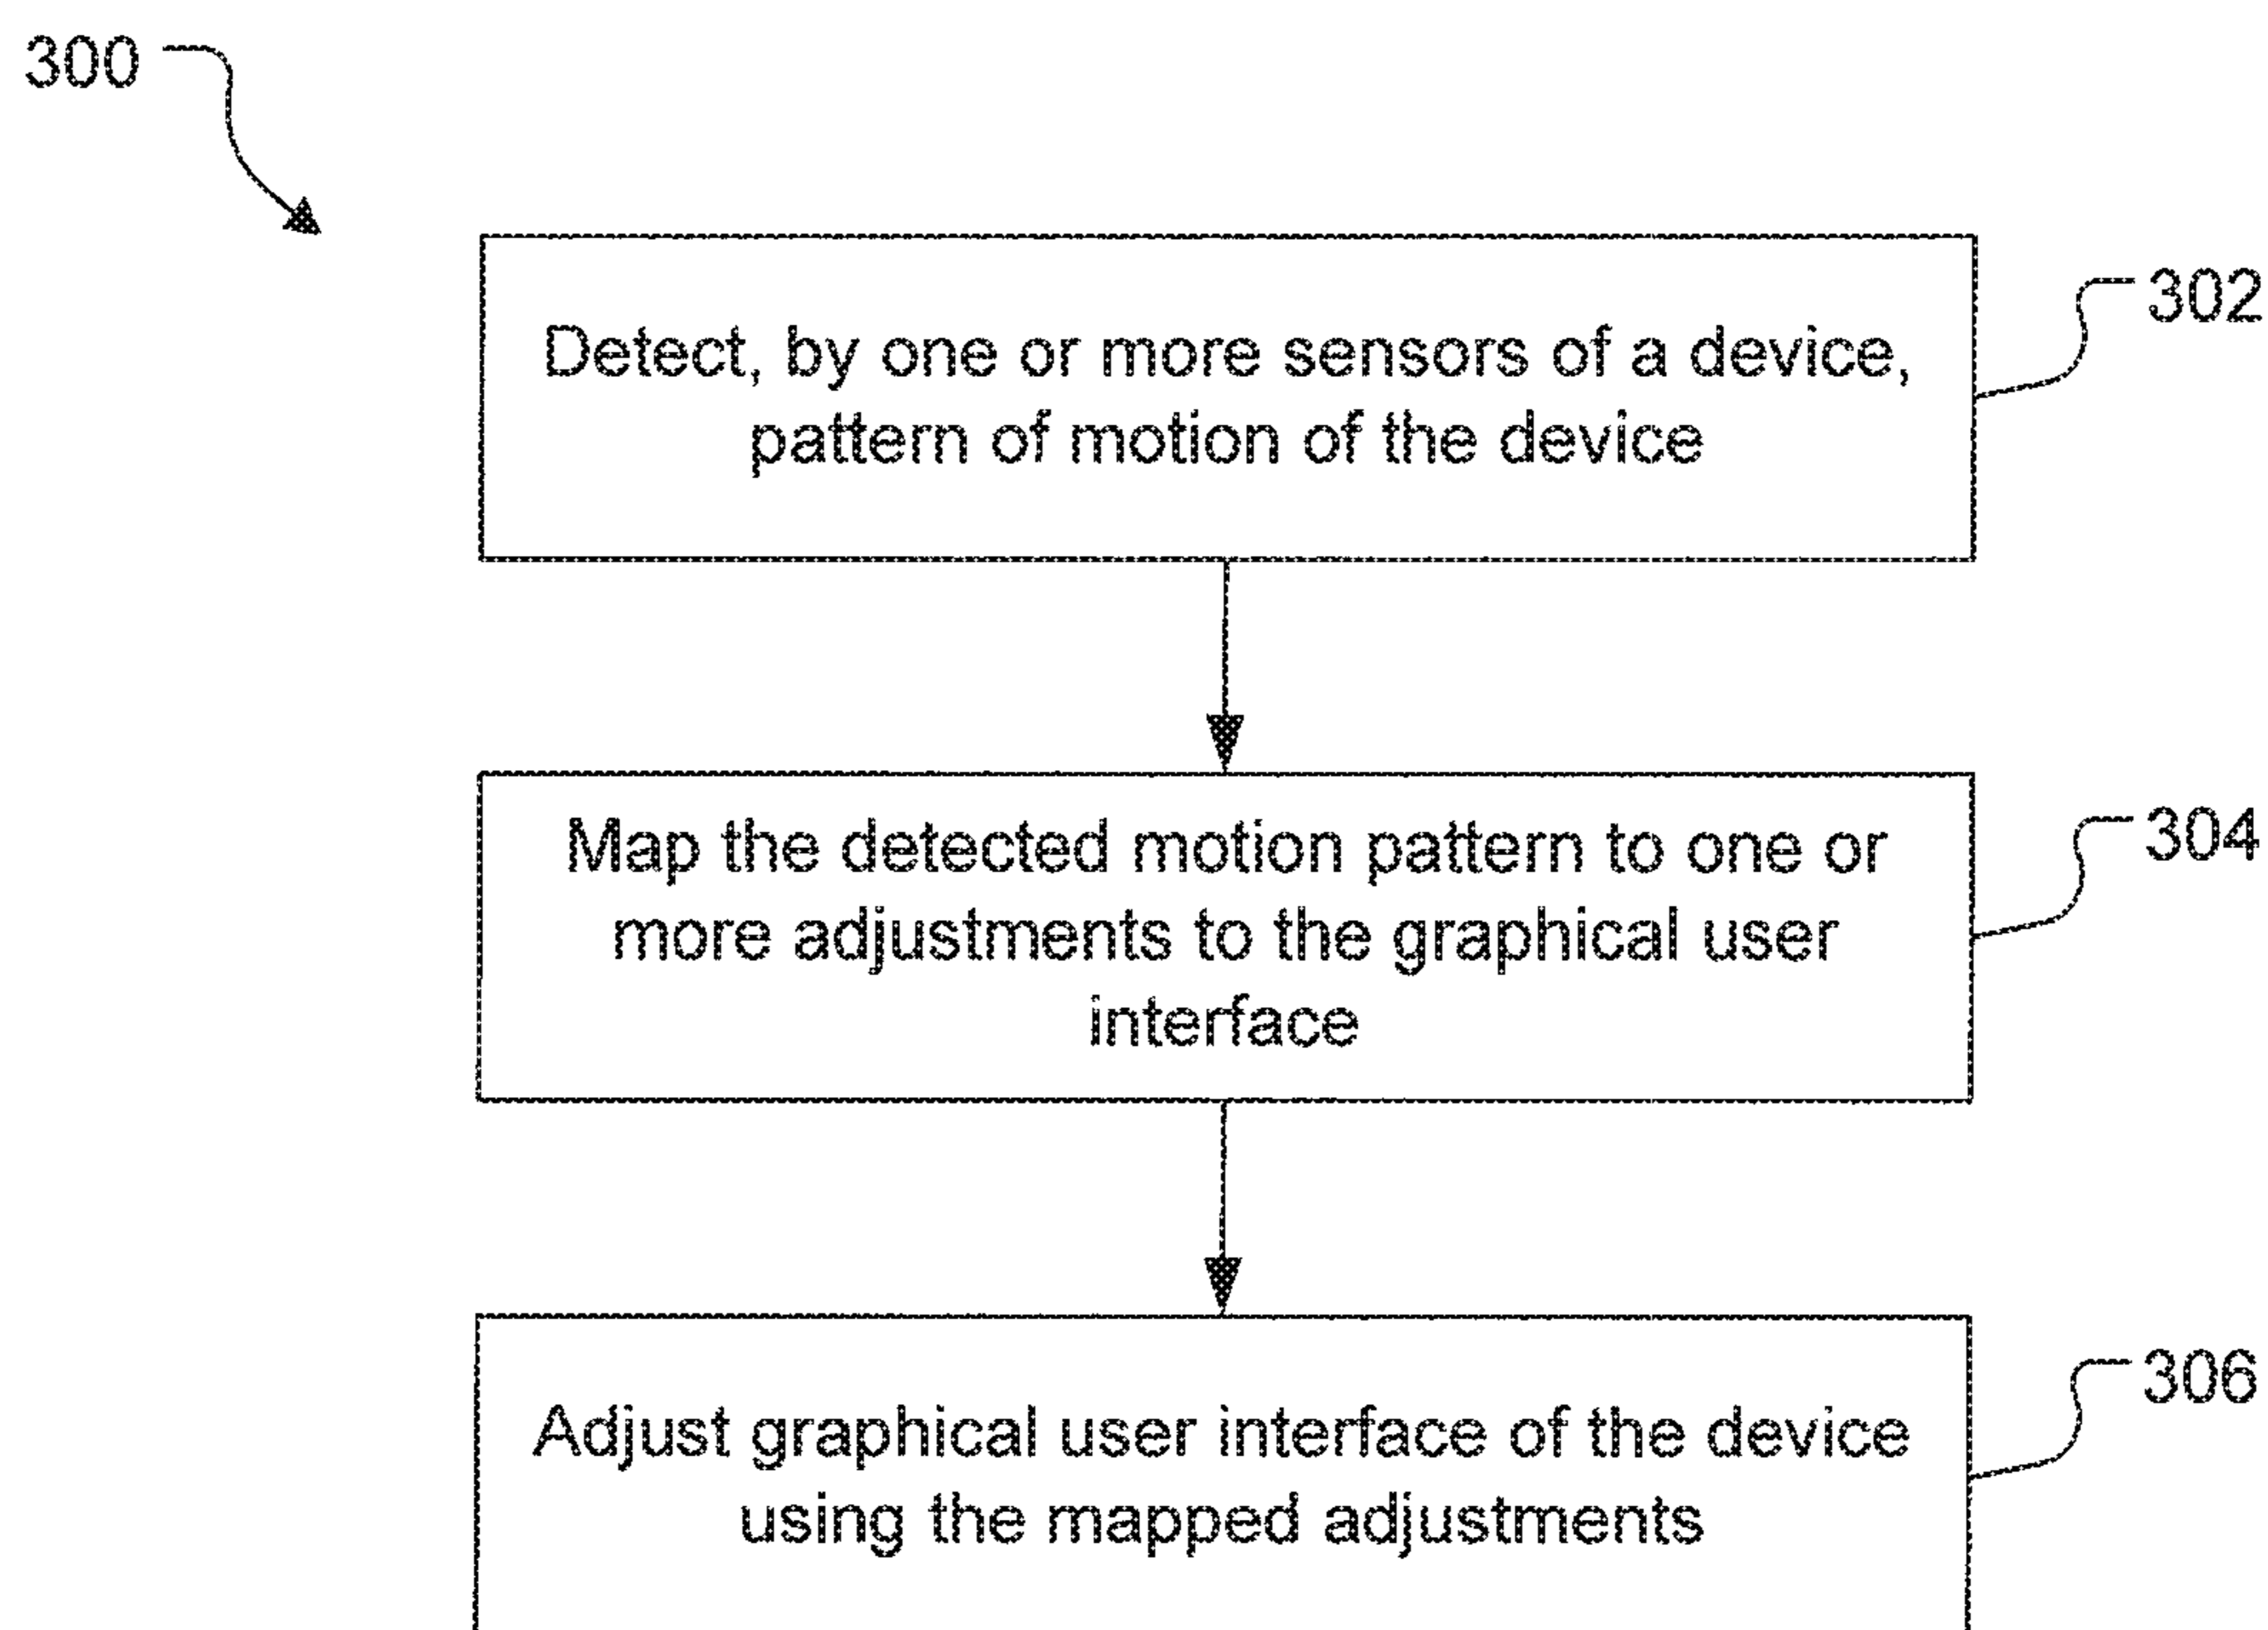 300
Detect, by one or more sensors of a device,
pattern of motion of the device
302
Map the detected motion pattern to one or
more adjustments to the graphical user
interface
304
Adjust graphical user interface of the device
using the mapped adjustments
306